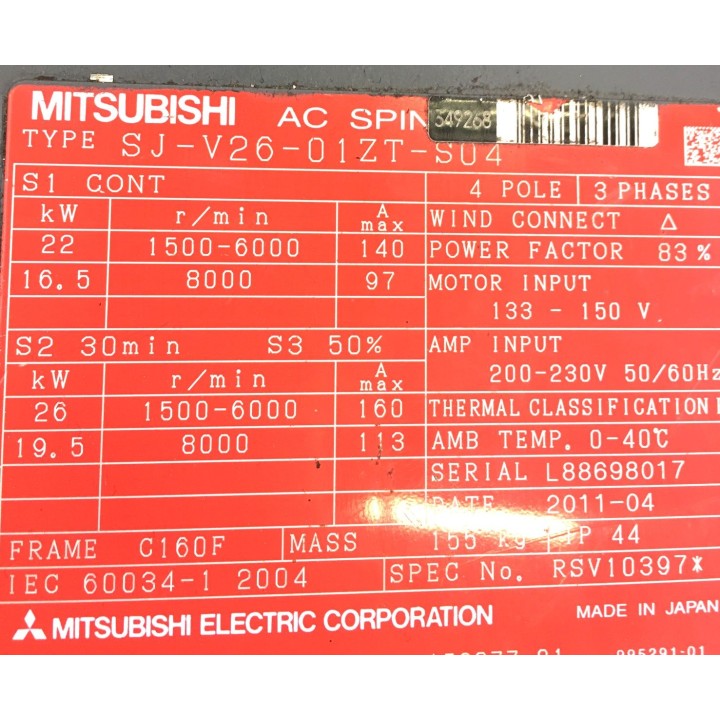 MITSUBISHI AC SPIN
349268
TYPE SJ-V26-01ZT-S04
S1 CONT 4 POLE 3 PHASES
kW r/min A max WIND CONNECT Δ
22 1500-6000 140 POWER FACTOR 83 %
16.5 8000 97 MOTOR INPUT
133 - 150 V
S2 30min S3 50% AMP INPUT
kW r/min A max 200-230V 50/60Hz
26 1500-6000 160 THERMAL CLASSIFICATION
19.5 8000 113 AMB TEMP. 0-40℃
SERIAL L88698017
DATE 2011-04
FRAME C160F MASS 155 kg IP 44
IEC 60034-1 2004 SPEC No. RSV10397*
MITSUBISHI ELECTRIC CORPORATION MADE IN JAPAN